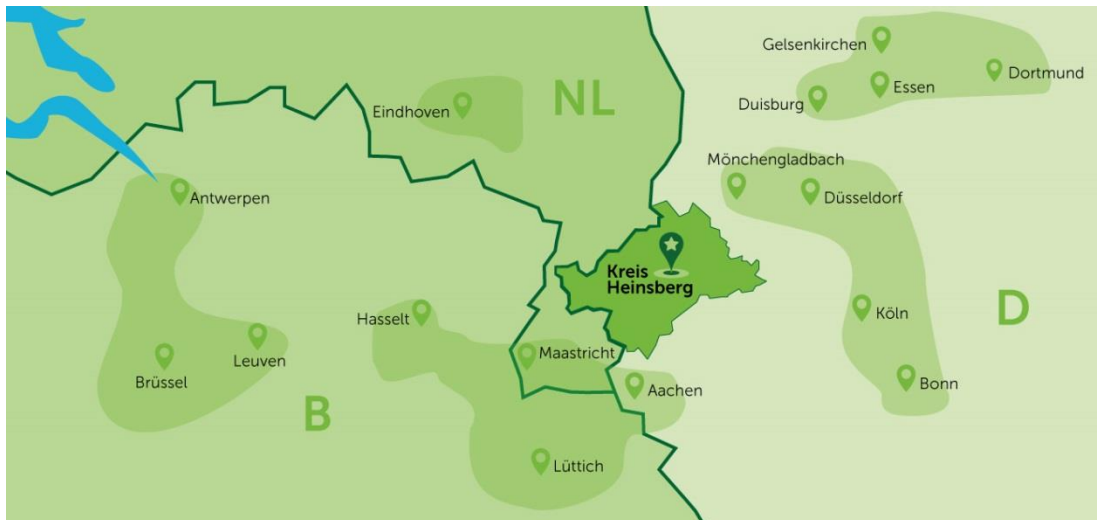 Gelsenkirchen
Dortmund
Essen
Duisburg
NL
Eindhoven
Mönchengladbach
Düsseldorf
Antwerpen
Kreis
Heinsberg
D
Köln
Hasselt
Leuven
Maastricht
Brüssel
Aachen
Bonn
B
Lüttich